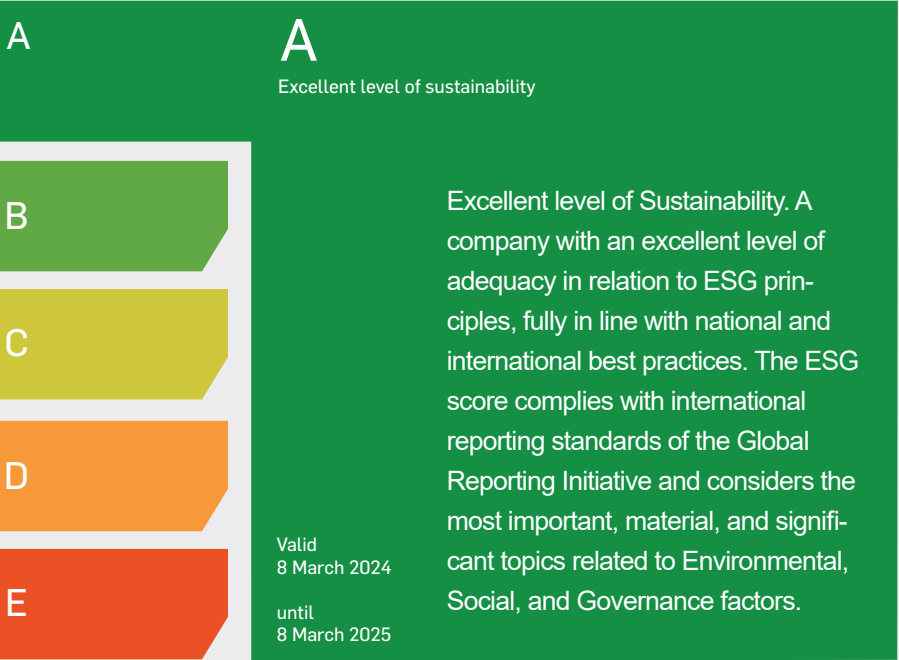 A
B
C
D
E
A
Excellent level of sustainability
Excellent level of Sustainability. A
company with an excellent level of
adequacy in relation to ESG prin-
ciples, fully in line with national and
international best practices. The ESG
score complies with international
reporting standards of the Global
Reporting Initiative and considers the
most important, material, and signifi-
cant topics related to Environmental,
Social, and Governance factors.
Valid
8 March 2024
until
8 March 2025